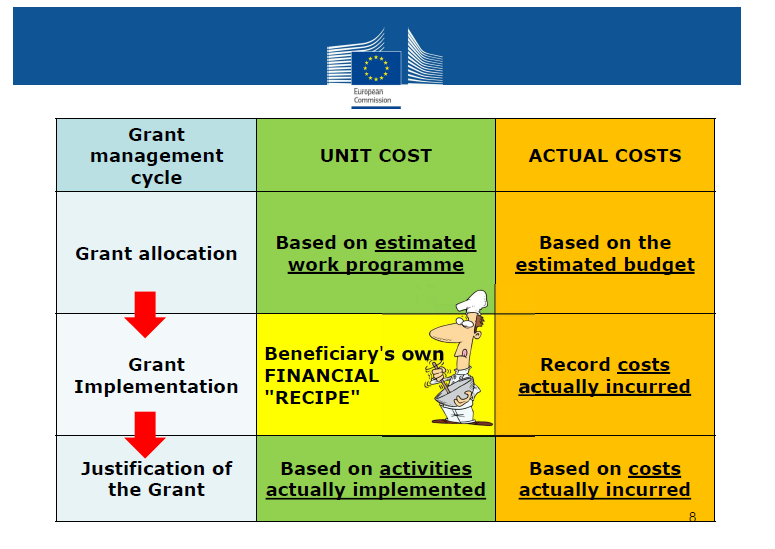 European
Commission
Grant
management
cycle
UNIT COST
ACTUAL COSTS
Grant allocation
Based on estimated
work programme
Based on the
estimated budget
Grant
Implementation
Beneficiary's own
FINANCIAL
"RECIPE"
Record costs
actually incurred
Justification of
the Grant
Based on activities
actually implemented
Based on costs
actually incurred
8